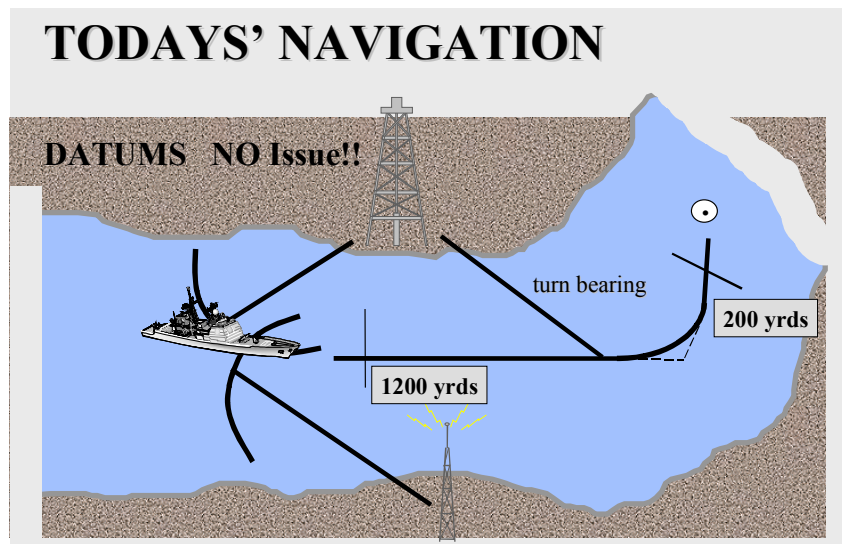 TODAYS’ NAVIGATION
DATUMS NO Issue!!
turn bearing
200 yrds
1200 yrds